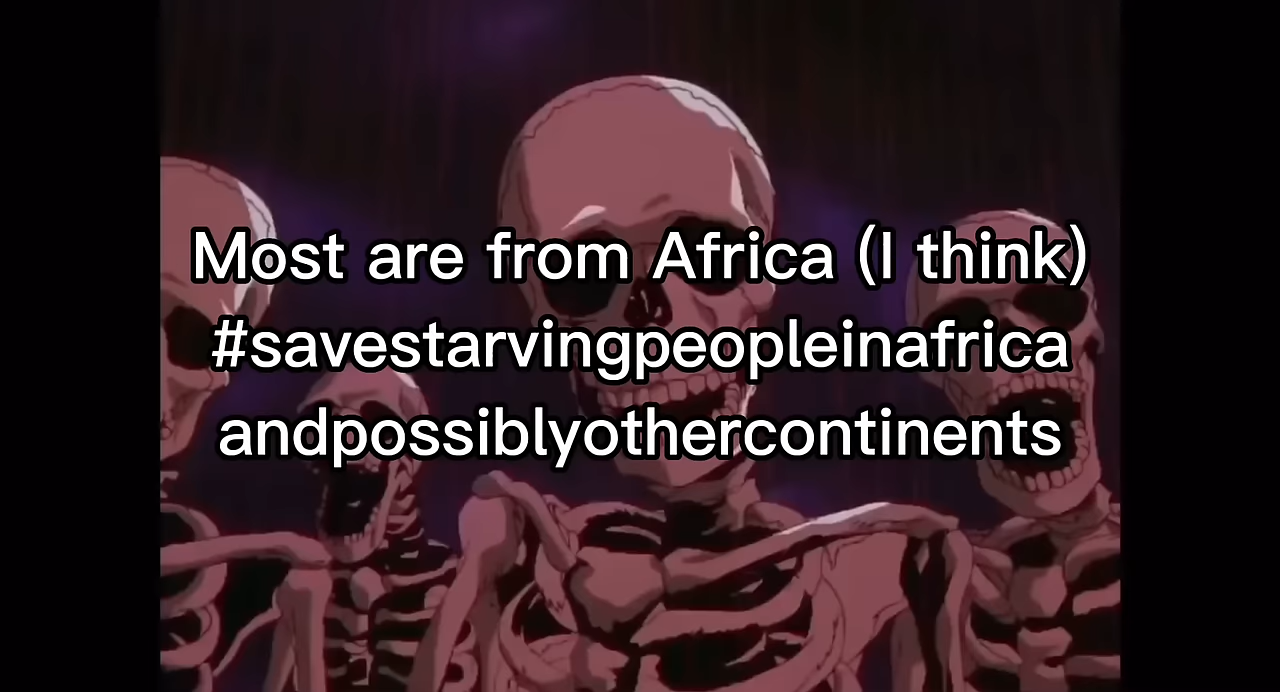 Most are from Africa (I think)
#savestarvingpeopleinafrica
andpossiblyothercontinents